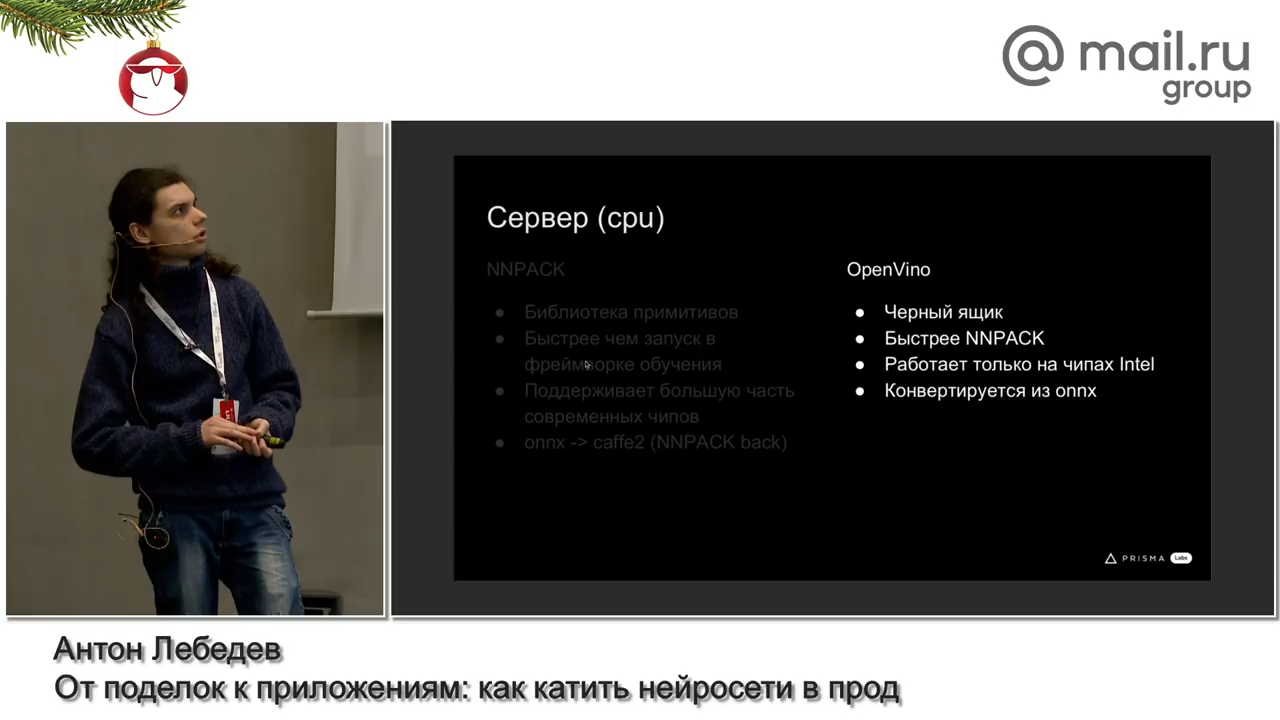 @ mail.ru
group
Сервер (cpu)
NNPACK
Библиотека примитивов
Быстрее чем запуск в
фреймворке обучения
Поддерживает большую часть
современных чипов
onnx -> caffe2 (NNPACK back)
OpenVino
Черный ящик
Быстрее NNPACK
Работает только на чипах Intel
Конвертируется из onnx
PRISMA Labs
Антон Лебедев
От поделок к приложениям: как катить нейросети в прод